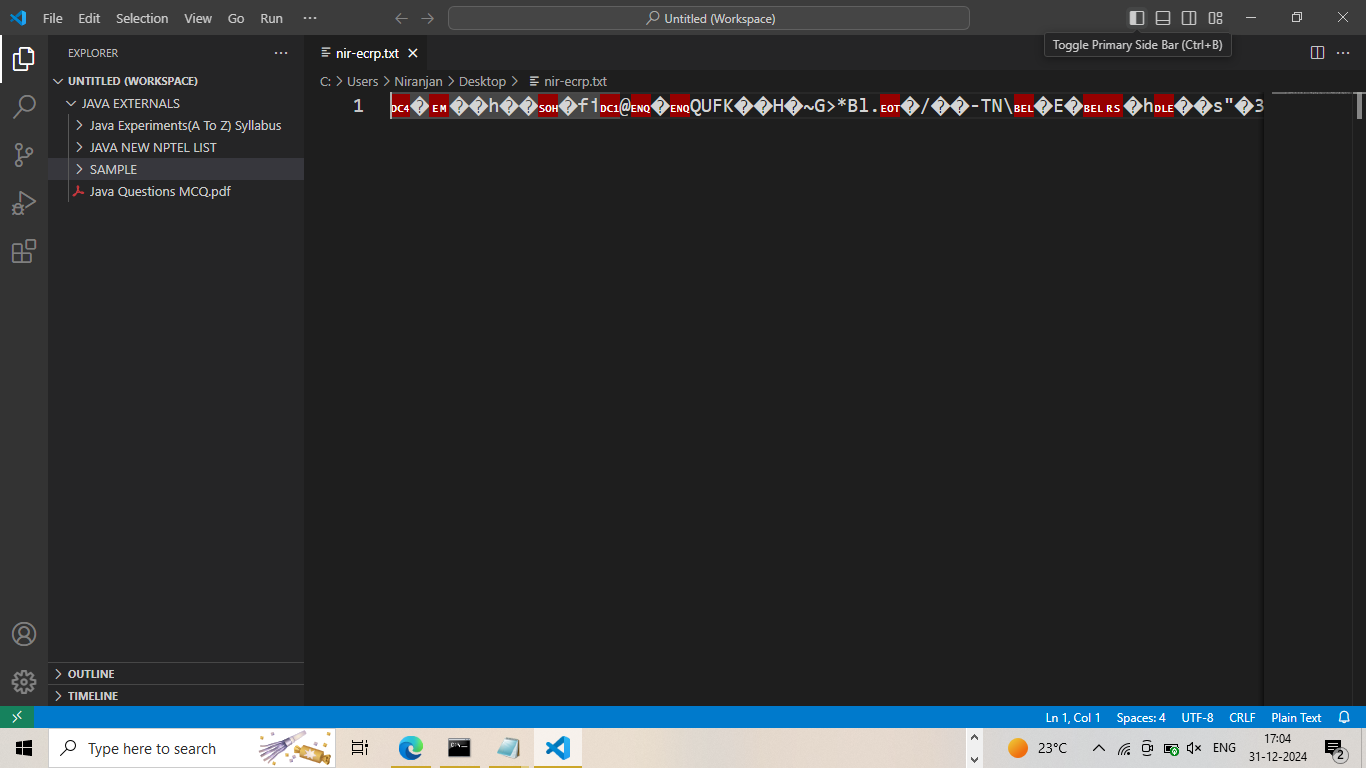 File Edit Selection View Go Run ···
Untitled (Workspace)
Toggle Primary Side Bar (Ctrl+B)
EXPLORER
nir-ecrp.txt
UNTITLED (WORKSPACE)
C: > Users > Niranjan > Desktop > nir-ecrp.txt
JAVA EXTERNALS
1 DC4�EM��h��SOH�fiDC1@ENQ�ENQQUFK��H�~G>*Bl.EOT�/��-TN\BEL�E�BELRS�hDLE��s"�3
Java Experiments(A To Z) Syllabus
JAVA NEW NPTEL LIST
SAMPLE
Java Questions MCQ.pdf
OUTLINE
TIMELINE
Ln 1, Col 1 Spaces: 4 UTF-8 CRLF Plain Text
Type here to search
23°C
ENG
17:04
31-12-2024
2